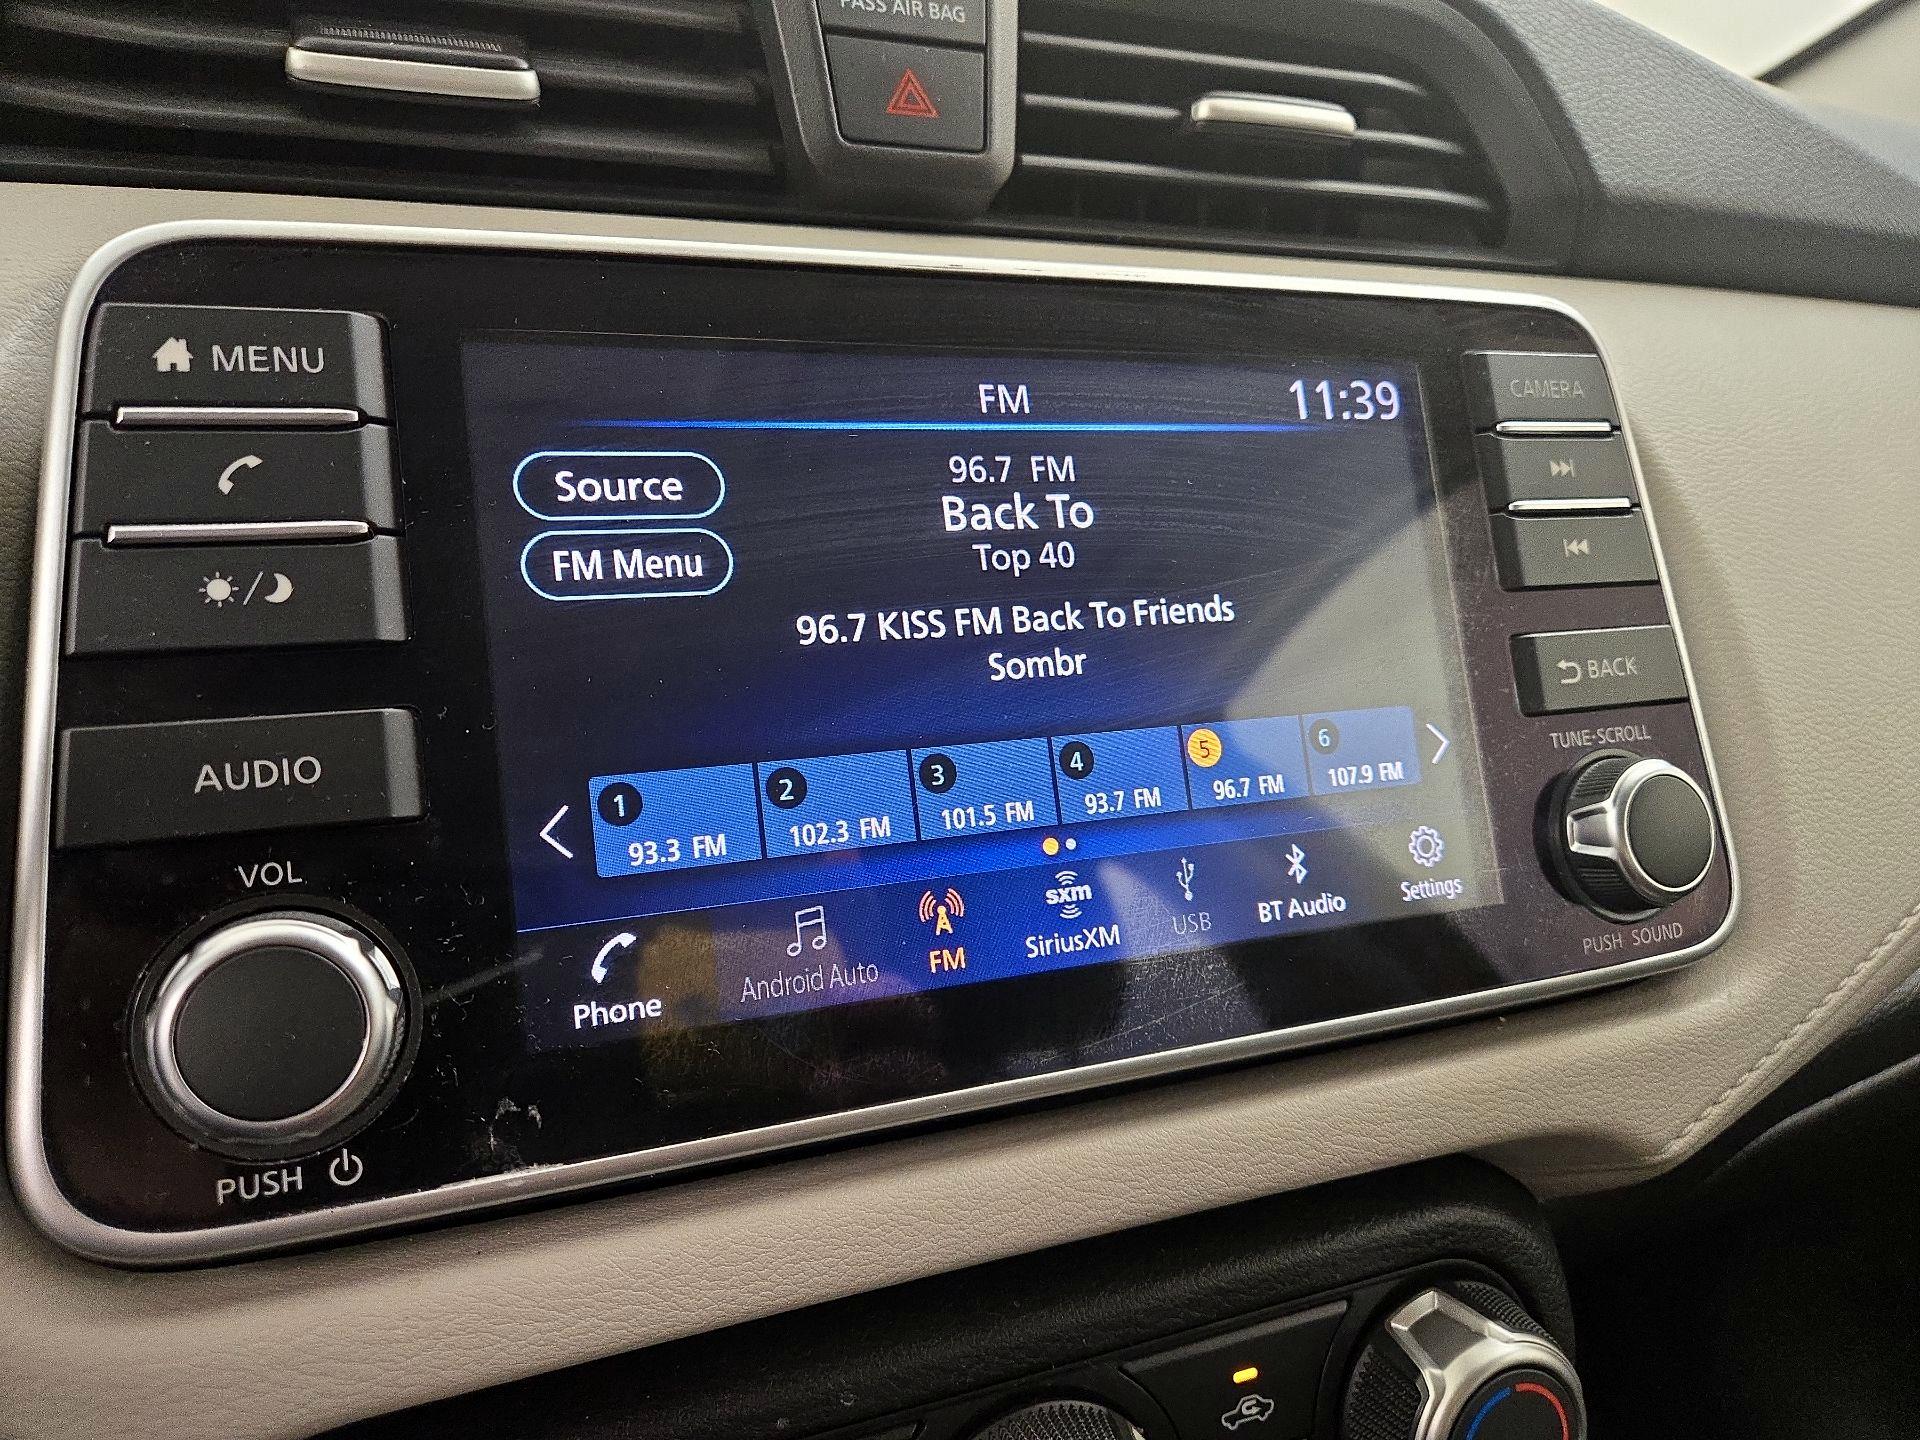 PASS AIR BAG
MENU
FM
11:39
CAMERA
Source
96.7 FM
Back To
FM Menu
Top 40
96.7 KISS FM Back To Friends
Sombr
BACK
AUDIO
TUNE·SCROLL
1
93.3 FM
2
102.3 FM
3
101.5 FM
4
93.7 FM
5
96.7 FM
6
107.9 FM
VOL
Phone
Android Auto
FM
sxm
SiriusXM
USB
BT Audio
Settings
PUSH SOUND
PUSH